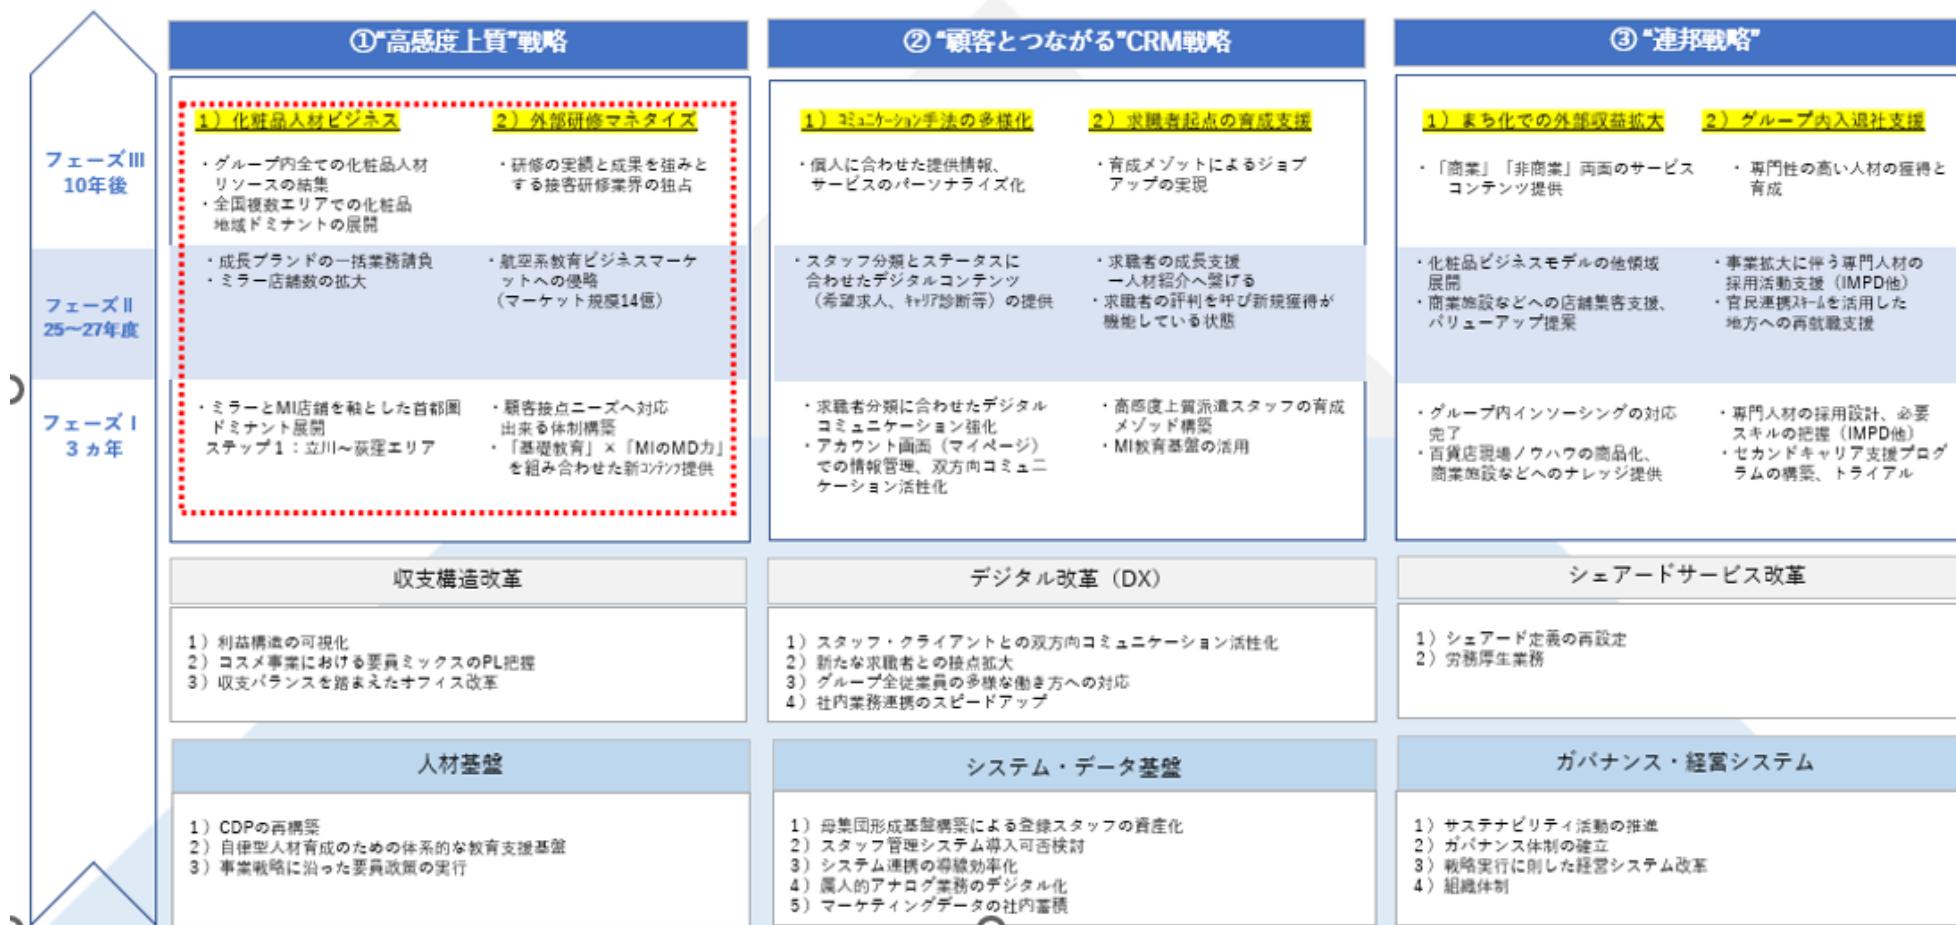 ①“高感度上質”戦略
② “顧客とつながる”CRM戦略
③ “連邦戦略”
フェーズⅢ
10年後
フェーズⅡ
25〜27年度
フェーズⅠ
3ヵ年
1）化粧品人材ビジネス
・グループ内全ての化粧品人材
リソースの結集
・全国複数エリアでの化粧品
地域ドミナントの展開
・成長ブランドの一括業務請負
・ミラー店舗数の拡大
・ミラーとMI店舗を軸とした首都圏
ドミナント展開
ステップ1：立川～荻窪エリア
2）外部研修マネタイズ
・研修の実績と成果を強みと
する接客研修業界の独占
・航空系教育ビジネスマーケ
ットへの侵略
（マーケット規模14億）
・顧客接点ニーズへ対応
出来る体制構築
・「基礎教育」×「MIのMD力」
を組み合わせた新コンテンツ提供
1）コミュニケーション手法の多様化
・個人に合わせた提供情報、
サービスのパーソナライズ化
・スタッフ分類とステータスに
合わせたデジタルコンテンツ
（希望求人、キャリア診断等）の提供
・求職者分類に合わせたデジタル
コミュニケーション強化
・アカウント画面（マイページ）
での情報管理、双方向コミュニ
ケーション活性化
2）求職者起点の育成支援
・育成メゾットによるジョブ
アップの実現
・求職者の成長支援
ー人材紹介へ繋げる
・求職者の評判を呼び新規獲得が
機能している状態
・高感度上質派遣スタッフの育成
メゾッド構築
・MI教育基盤の活用
1）まち化での外部収益拡大
・「商業」「非商業」両面のサービス
コンテンツ提供
・化粧品ビジネスモデルの他領域
展開
・商業施設などへの店舗集客支援、
バリューアップ提案
・グループ内インソーシングの対応
完了
・百貨店現場ノウハウの商品化、
商業施設などへのナレッジ提供
2）グループ内入退社支援
・専門性の高い人材の獲得と
育成
・事業拡大に伴う専門人材の
採用活動支援（IMPD他）
・官民連携スキームを活用した
地方への再就職支援
・専門人材の採用設計、必要
スキルの把握（IMPD他）
・セカンドキャリア支援プログ
ラムの構築、トライアル
収支構造改革
1）利益構造の可視化
2）コスメ事業における要員ミックスのPL把握
3）収支バランスを踏まえたオフィス改革
デジタル改革（DX）
1）スタッフ・クライアントとの双方向コミュニケーション活性化
2）新たな求職者との接点拡大
3）グループ全従業員の多様な働き方への対応
4）社内業務連携のスピードアップ
シェアードサービス改革
1）シェアード定義の再設定
2）労務厚生業務
人材基盤
1）CDPの再構築
2）自律型人材育成のための体系的な教育支援基盤
3）事業戦略に沿った要員政策の実行
システム・データ基盤
1）母集団形成基盤構築による登録スタッフの資産化
2）スタッフ管理システム導入可否検討
3）システム連携の導線効率化
4）属人的アナログ業務のデジタル化
5）マーケティングデータの社内蓄積
ガバナンス・経営システム
1）サステナビリティ活動の推進
2）ガバナンス体制の確立
3）戦略実行に則した経営システム改革
4）組織体制